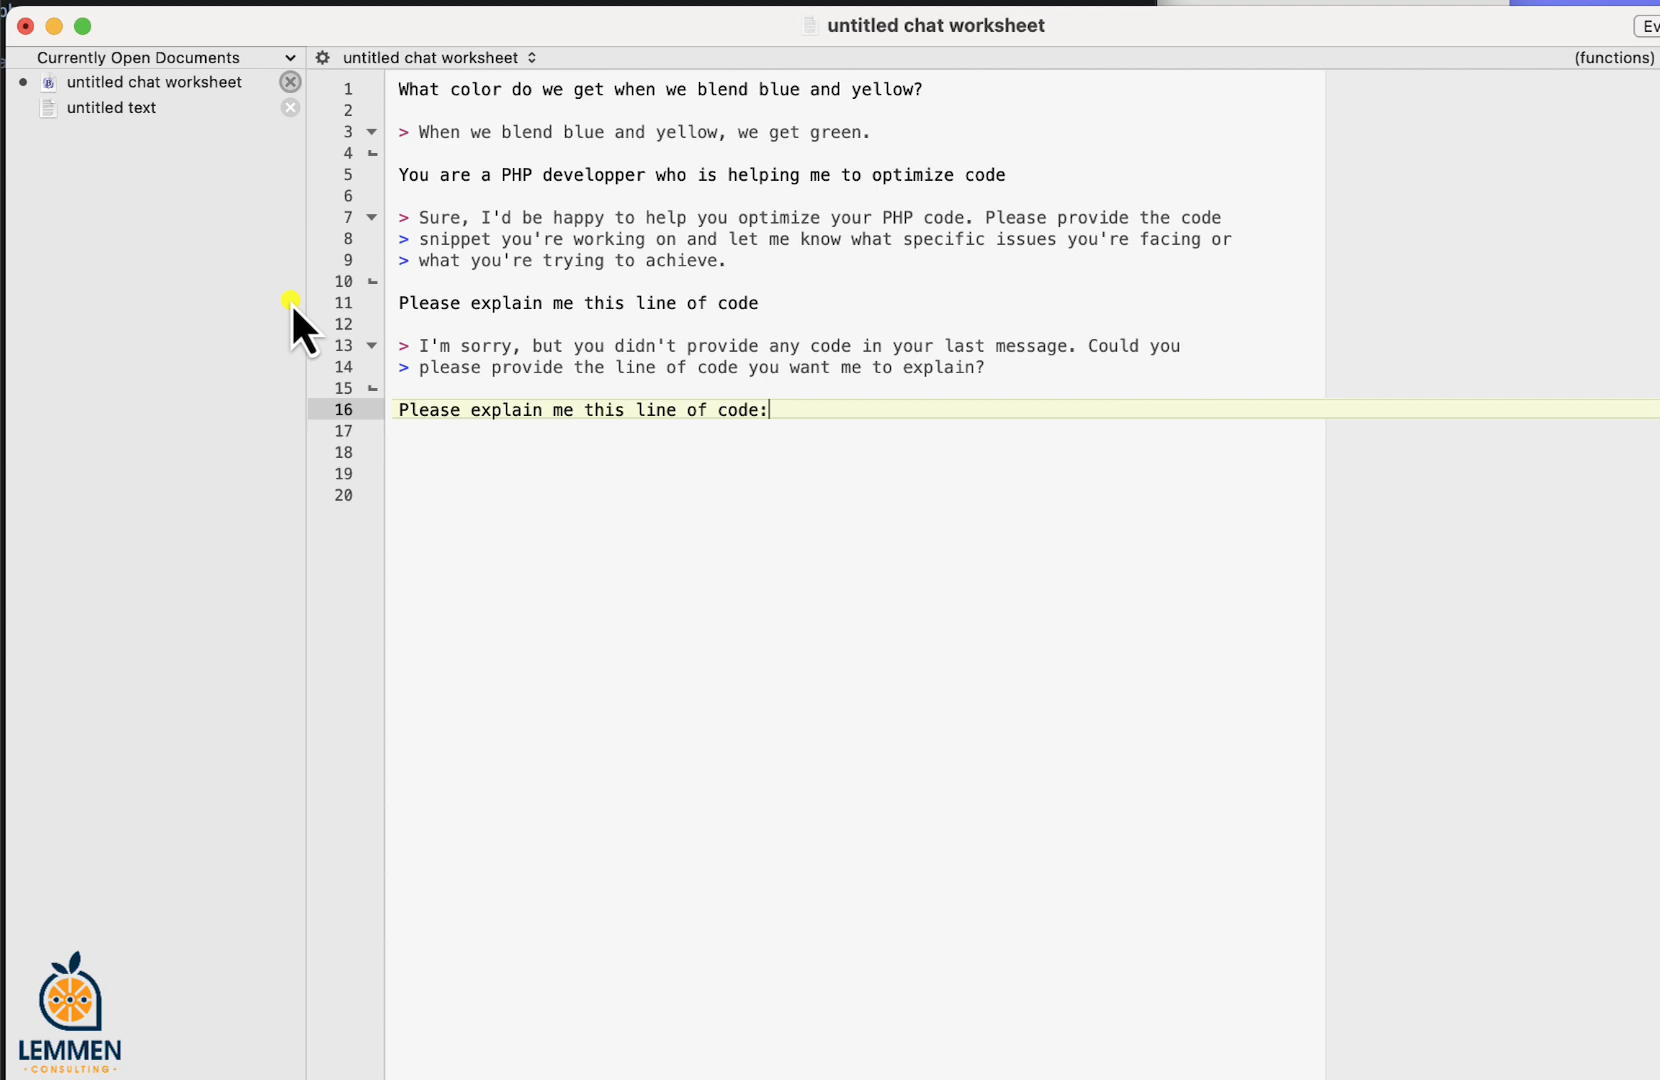 untitled chat worksheet
Ev
Currently Open Documents
untitled chat worksheet
(functions)
untitled chat worksheet
untitled text
1 What color do we get when we blend blue and yellow?
2
3 > When we blend blue and yellow, we get green.
4
5 You are a PHP developper who is helping me to optimize code
6
7 > Sure, I'd be happy to help you optimize your PHP code. Please provide the code
8 > snippet you're working on and let me know what specific issues you're facing or
9 > what you're trying to achieve.
10
11 Please explain me this line of code
12
13 > I'm sorry, but you didn't provide any code in your last message. Could you
14 > please provide the line of code you want me to explain?
15
16 Please explain me this line of code:
17
18
19
20
LEMMEN
·CONSULTING·